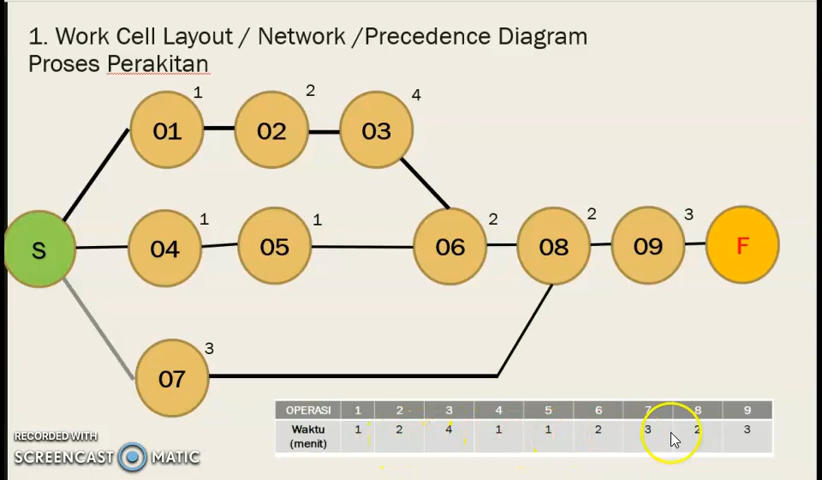 1. Work Cell Layout / Network /Precedence Diagram
Proses Perakitan
1 2 4
01 02 03
1 1 2 2 3
S 04 05 06 08 09 F
3
07
OPERASI 1 2 3 4 5 6 7 8 9
Waktu (menit) 1 2 4 1 1 2 3 2 3
RECORDED WITH
SCREENCAST MATIC